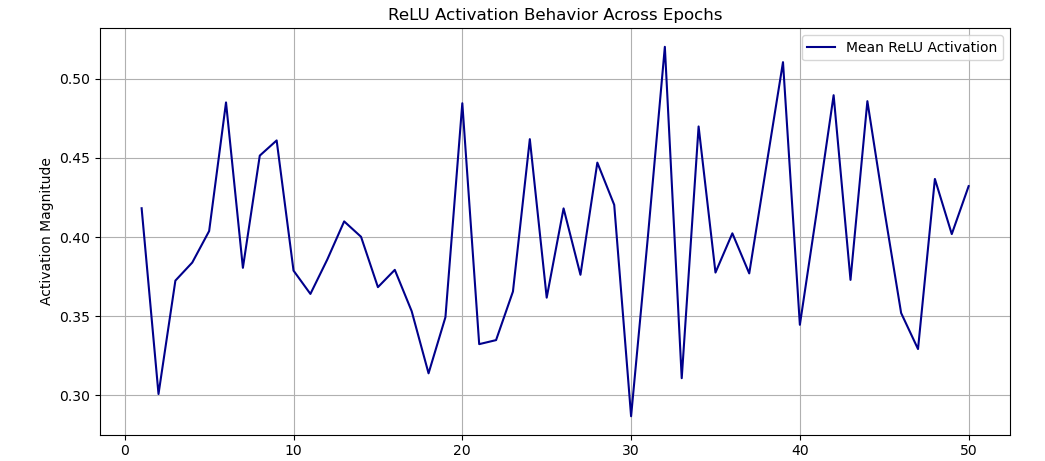 ReLU Activation Behavior Across Epochs
Mean ReLU Activation
Activation Magnitude
0.50
0.45
0.40
0.35
0.30
0 10 20 30 40 50